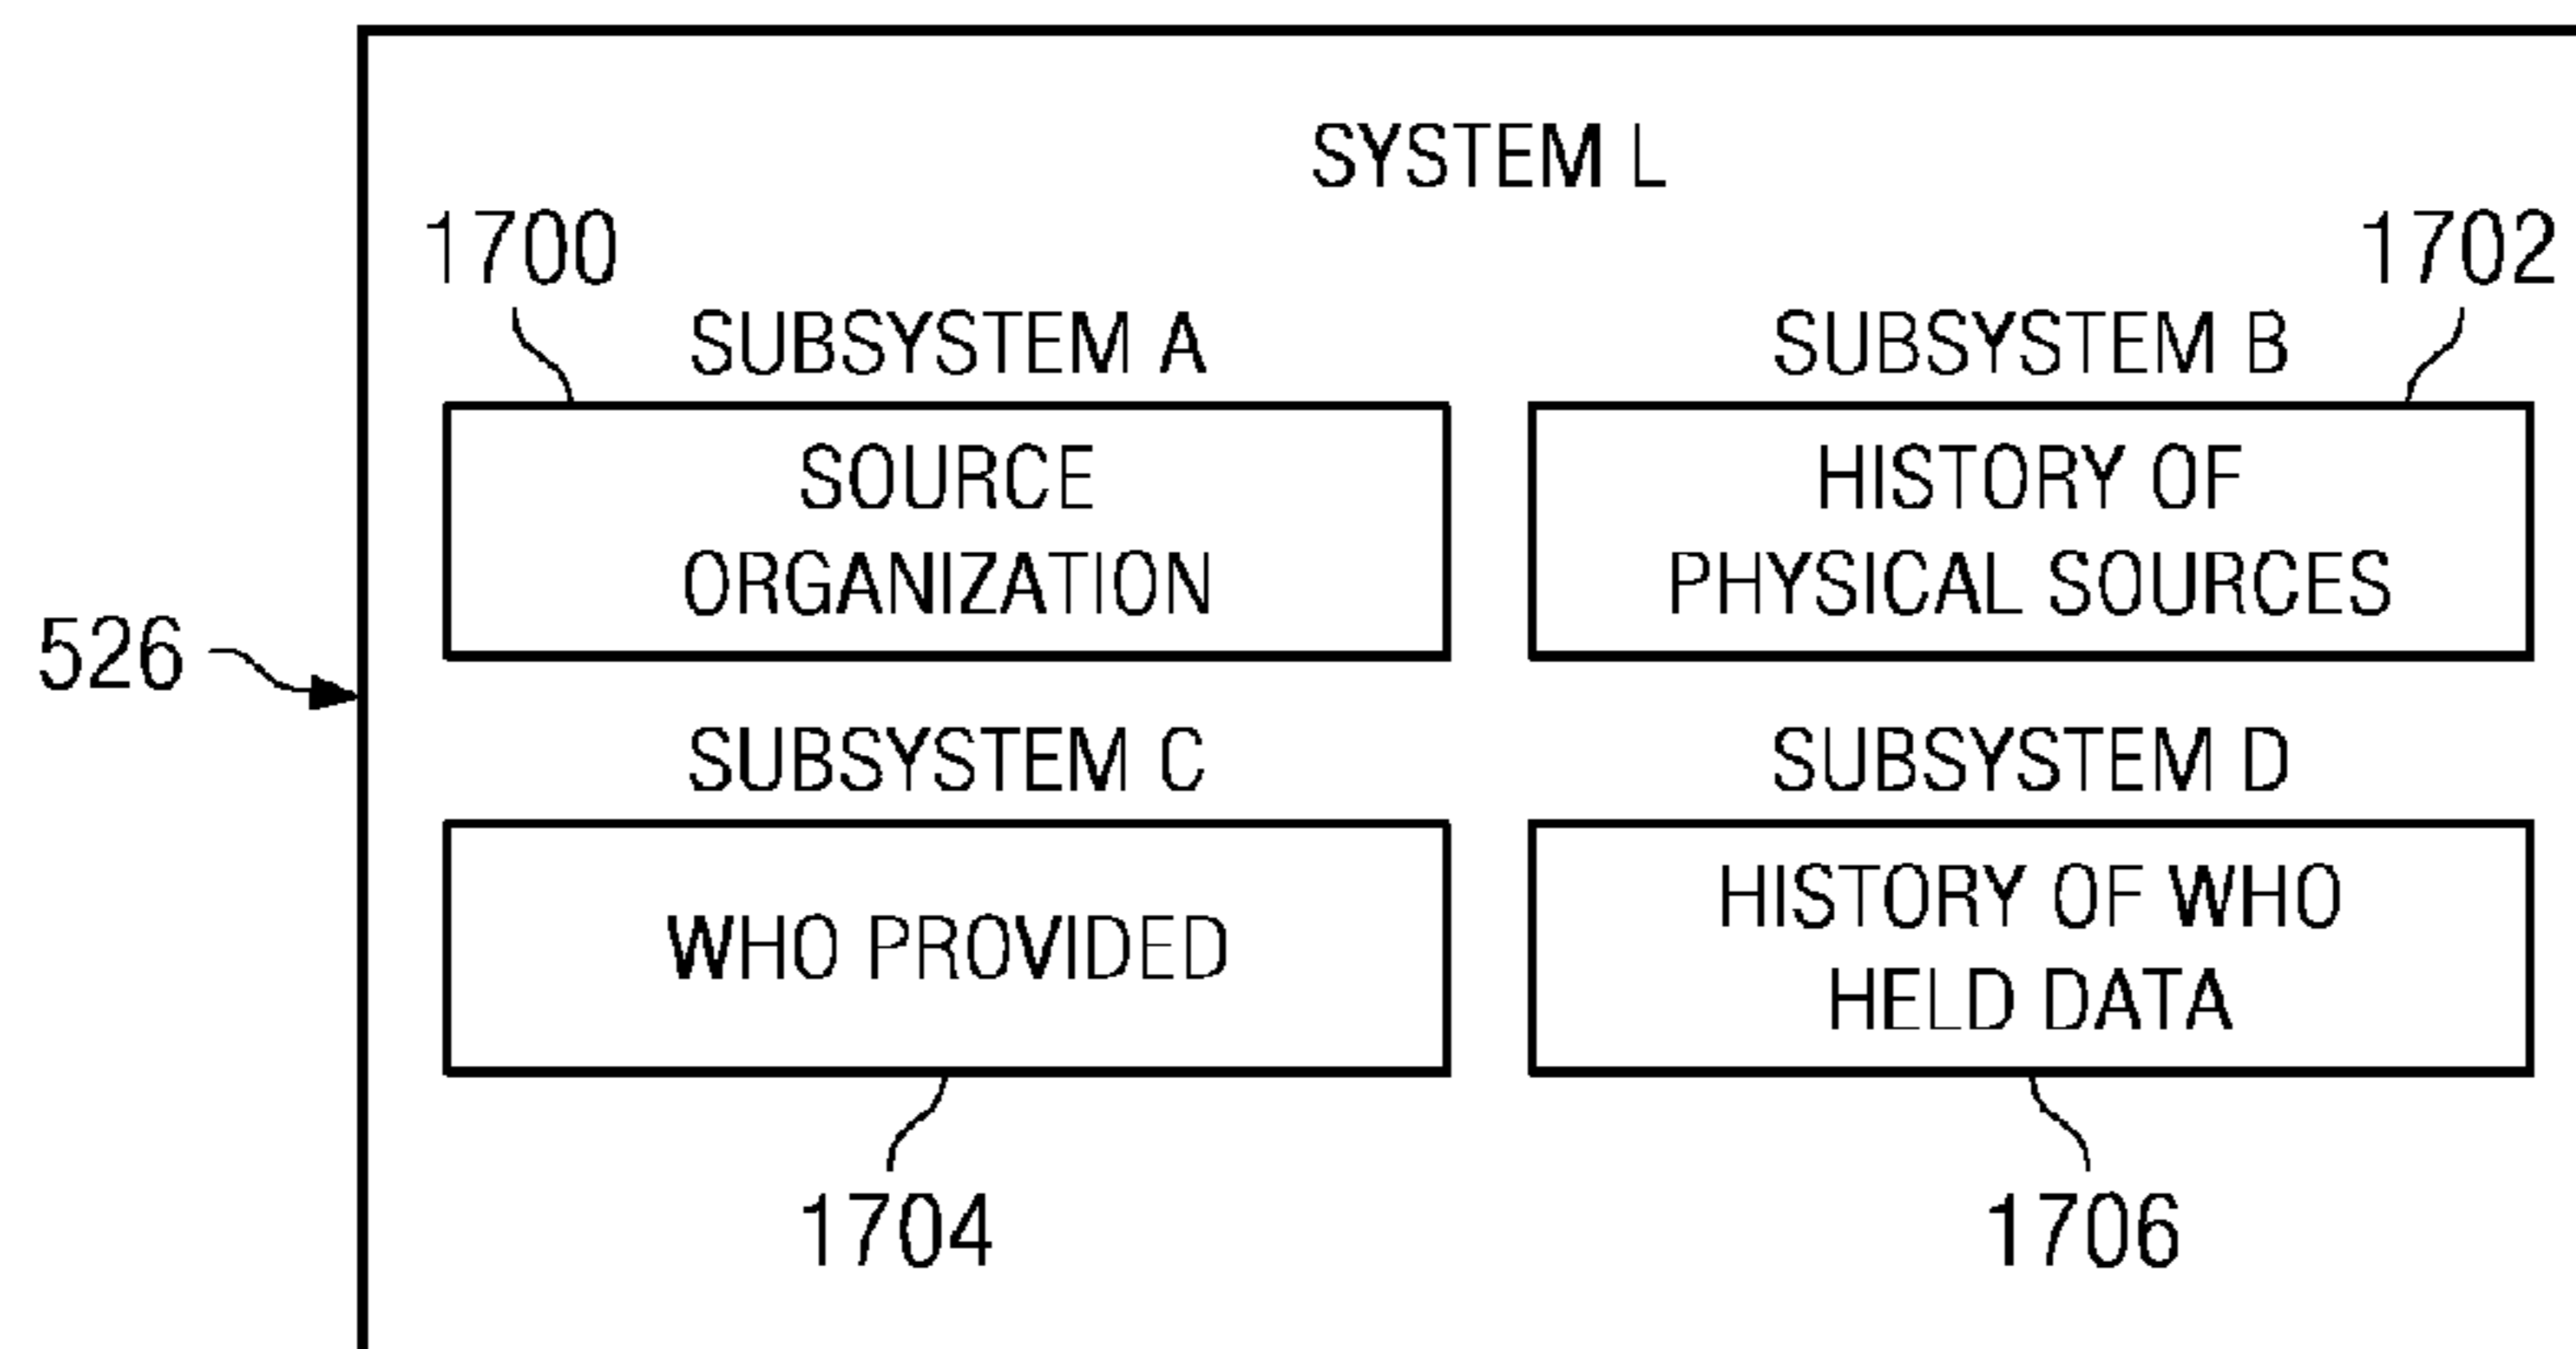 SYSTEM L
1700
1702
SUBSYSTEM A
SUBSYSTEM B
SOURCE
ORGANIZATION
HISTORY OF
PHYSICAL SOURCES
526
SUBSYSTEM C
SUBSYSTEM D
WHO PROVIDED
HISTORY OF WHO
HELD DATA
1704
1706